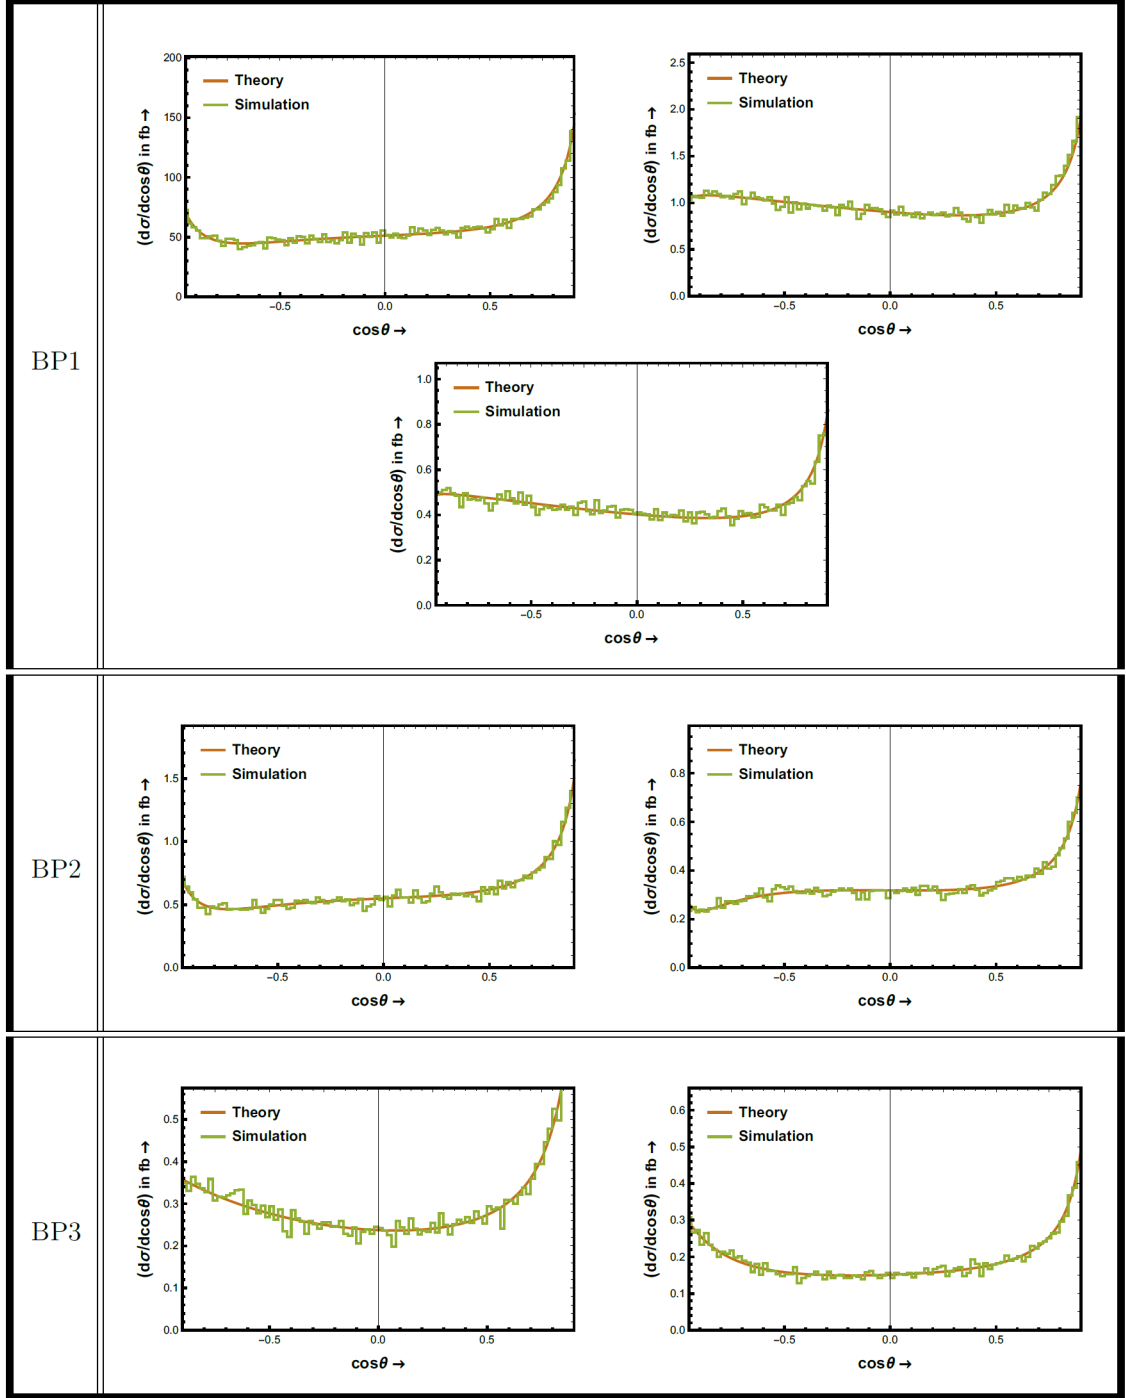 BP1
(dσ/dcosθ) in fb →
200
150
100
50
0
Theory
Simulation
−0.5 0.0 0.5
cosθ →
(dσ/dcosθ) in fb →
2.5
2.0
1.5
1.0
0.5
0.0
Theory
Simulation
−0.5 0.0 0.5
cosθ →
(dσ/dcosθ) in fb →
1.0
0.8
0.6
0.4
0.2
0.0
Theory
Simulation
−0.5 0.0 0.5
cosθ →
BP2
(dσ/dcosθ) in fb →
1.5
1.0
0.5
0.0
Theory
Simulation
−0.5 0.0 0.5
cosθ →
(dσ/dcosθ) in fb →
0.8
0.6
0.4
0.2
0.0
Theory
Simulation
−0.5 0.0 0.5
cosθ →
BP3
(dσ/dcosθ) in fb →
0.5
0.4
0.3
0.2
0.1
0.0
Theory
Simulation
−0.5 0.0 0.5
cosθ →
(dσ/dcosθ) in fb →
0.6
0.5
0.4
0.3
0.2
0.1
0.0
Theory
Simulation
−0.5 0.0 0.5
cosθ →